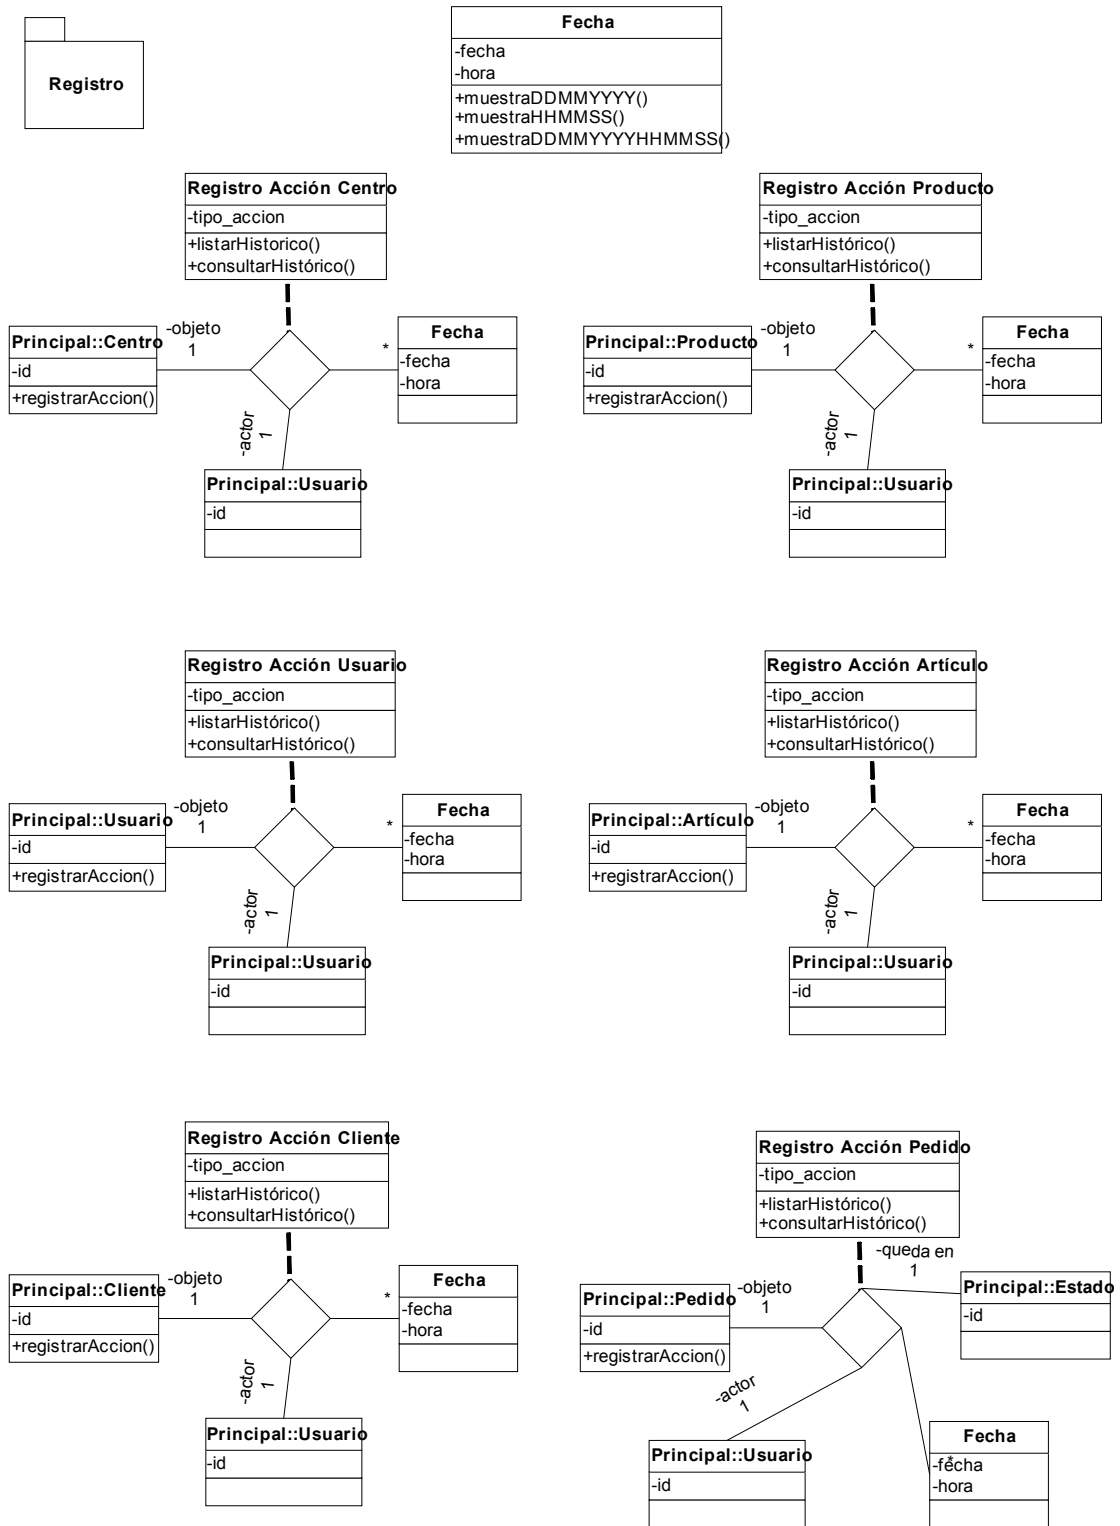 Registro
Fecha
-fecha
-hora
+muestraDDMMYYYY()
+muestraHHMMSS()
+muestraDDMMYYYYHHMMSS()
Registro Acción Centro
-tipo_accion
+listarHistorico()
+consultarHistórico()
Principal::Centro
-id
+registrarAccion()
-objeto
1
*
Fecha
-fecha
-hora
-actor
1
Principal::Usuario
-id
Registro Acción Producto
-tipo_accion
+listarHistórico()
+consultarHistórico()
Principal::Producto
-id
+registrarAccion()
-objeto
1
*
Fecha
-fecha
-hora
-actor
1
Principal::Usuario
-id
Registro Acción Usuario
-tipo_accion
+listarHistórico()
+consultarHistórico()
Principal::Usuario
-id
+registrarAccion()
-objeto
1
*
Fecha
-fecha
-hora
-actor
1
Principal::Usuario
-id
Registro Acción Artículo
-tipo_accion
+listarHistórico()
+consultarHistórico()
Principal::Artículo
-id
+registrarAccion()
-objeto
1
*
Fecha
-fecha
-hora
-actor
1
Principal::Usuario
-id
Registro Acción Cliente
-tipo_accion
+listarHistórico()
+consultarHistórico()
Principal::Cliente
-id
+registrarAccion()
-objeto
1
*
Fecha
-fecha
-hora
-actor
1
Principal::Usuario
-id
Registro Acción Pedido
-tipo_accion
+listarHistórico()
+consultarHistórico()
-queda en
1
Principal::Estado
-id
Principal::Pedido
-id
+registrarAccion()
-objeto
1
-actor
1
Principal::Usuario
-id
Fecha
*
-fecha
-hora